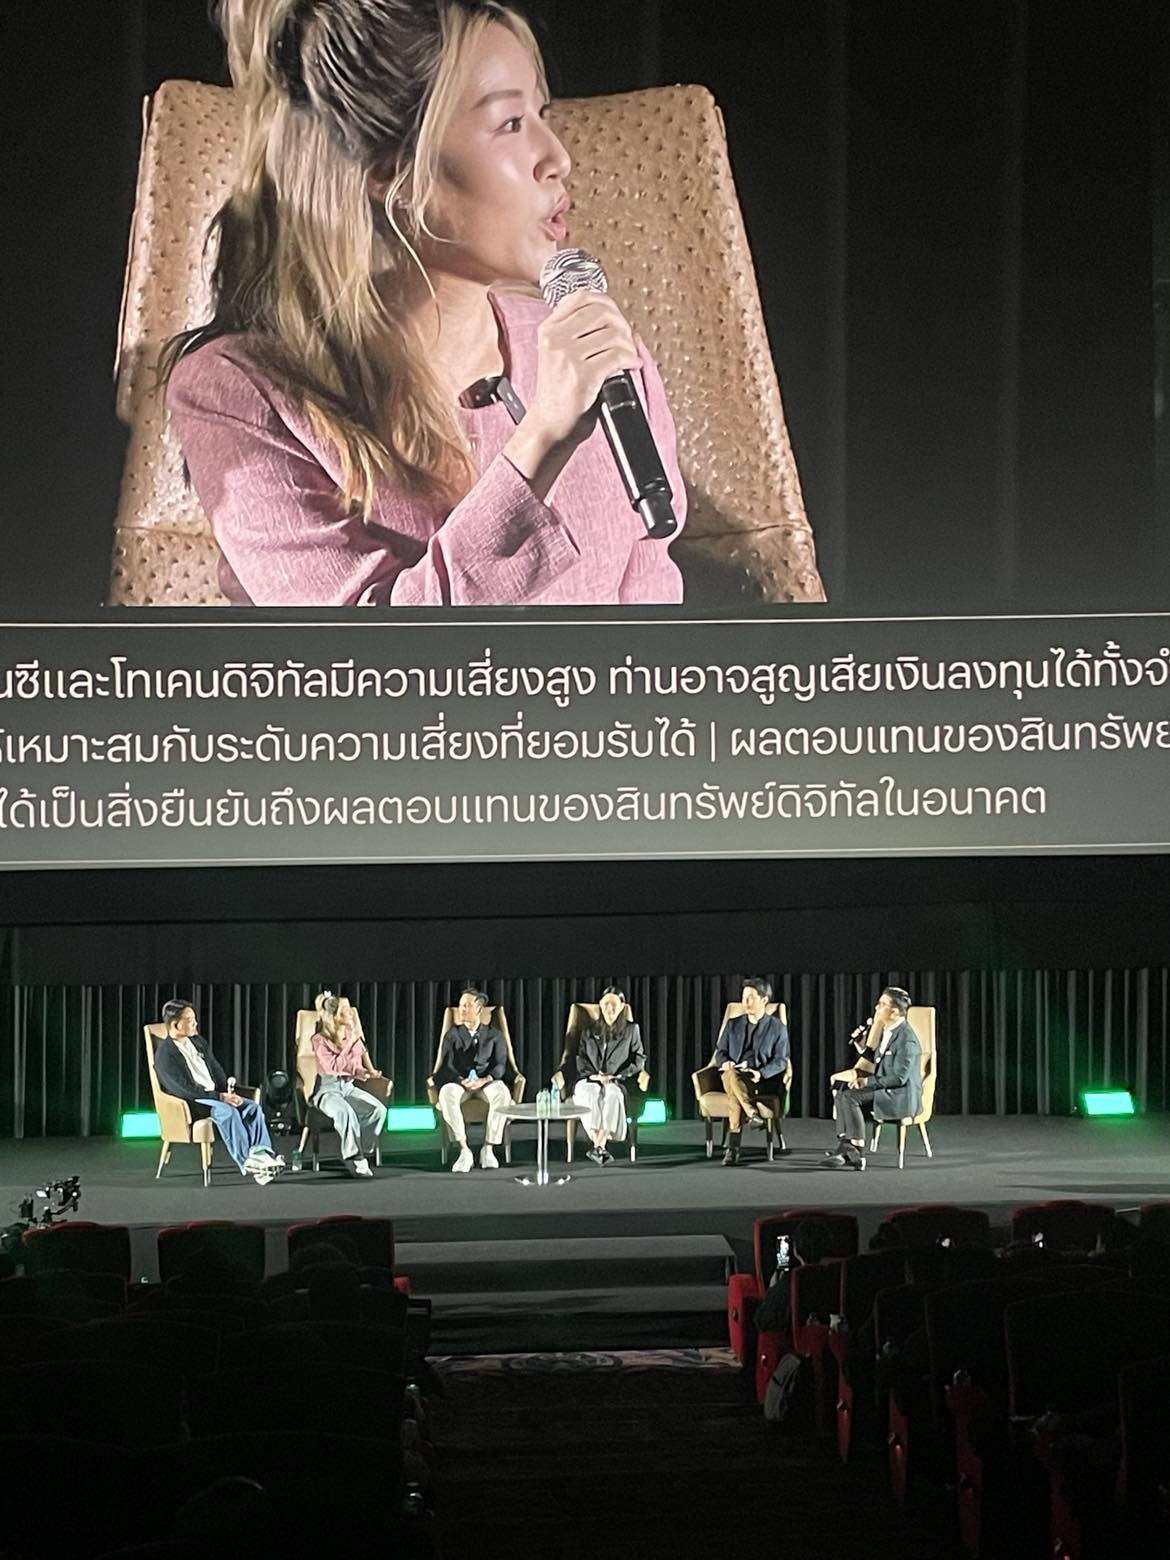 นซีและโทเคนดิจิทัลมีความเสี่ยงสูง ท่านอาจสูญเสียเงินลงทุนได้ทั้งจำ
ห้เหมาะสมกับระดับความเสี่ยงที่ยอมรับได้ | ผลตอบแทนของสินทรัพย
ได้เป็นสิ่งยืนยันถึงผลตอบแทนของสินทรัพย์ดิจิทัลในอนาคต